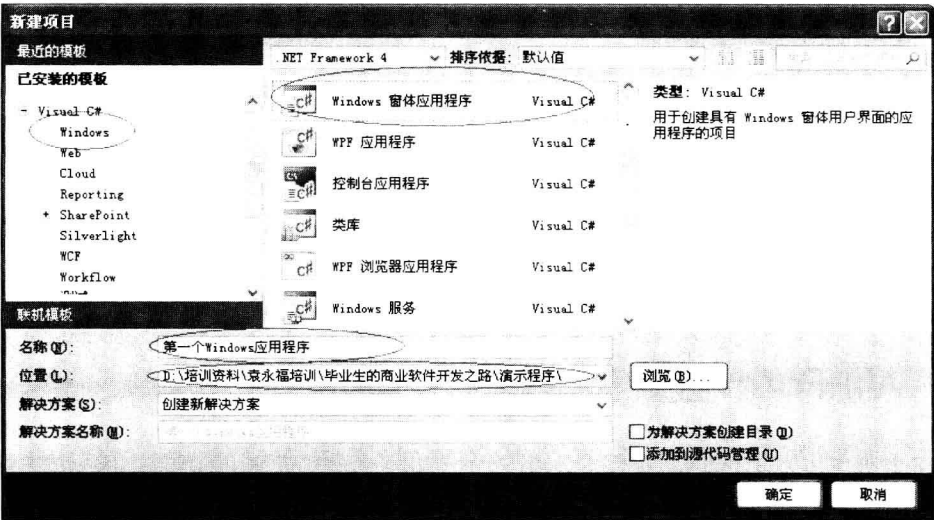 新建项目
最近的模板
.NET Framework 4 排序依据: 默认值
已安装的模板
- Visual C#
Windows
Web
Cloud
Reporting
+ SharePoint
Silverlight
WCF
Workflow
Windows 窗体应用程序 Visual C#
WPF 应用程序 Visual C#
控制台应用程序 Visual C#
类库 Visual C#
WPF 浏览器应用程序 Visual C#
Windows 服务 Visual C#
类型: Visual C#
用于创建具有 Windows 窗体用户界面的应
用程序的项目
联机模板
名称(N): 第一个Windows应用程序
位置(L): D:\培训资料\袁永福培训\毕业生的商业软件开发之路\演示程序\ 浏览(B)...
解决方案(S): 创建新解决方案
解决方案名称(M):
为解决方案创建目录(D)
添加到源代码管理(U)
确定 取消